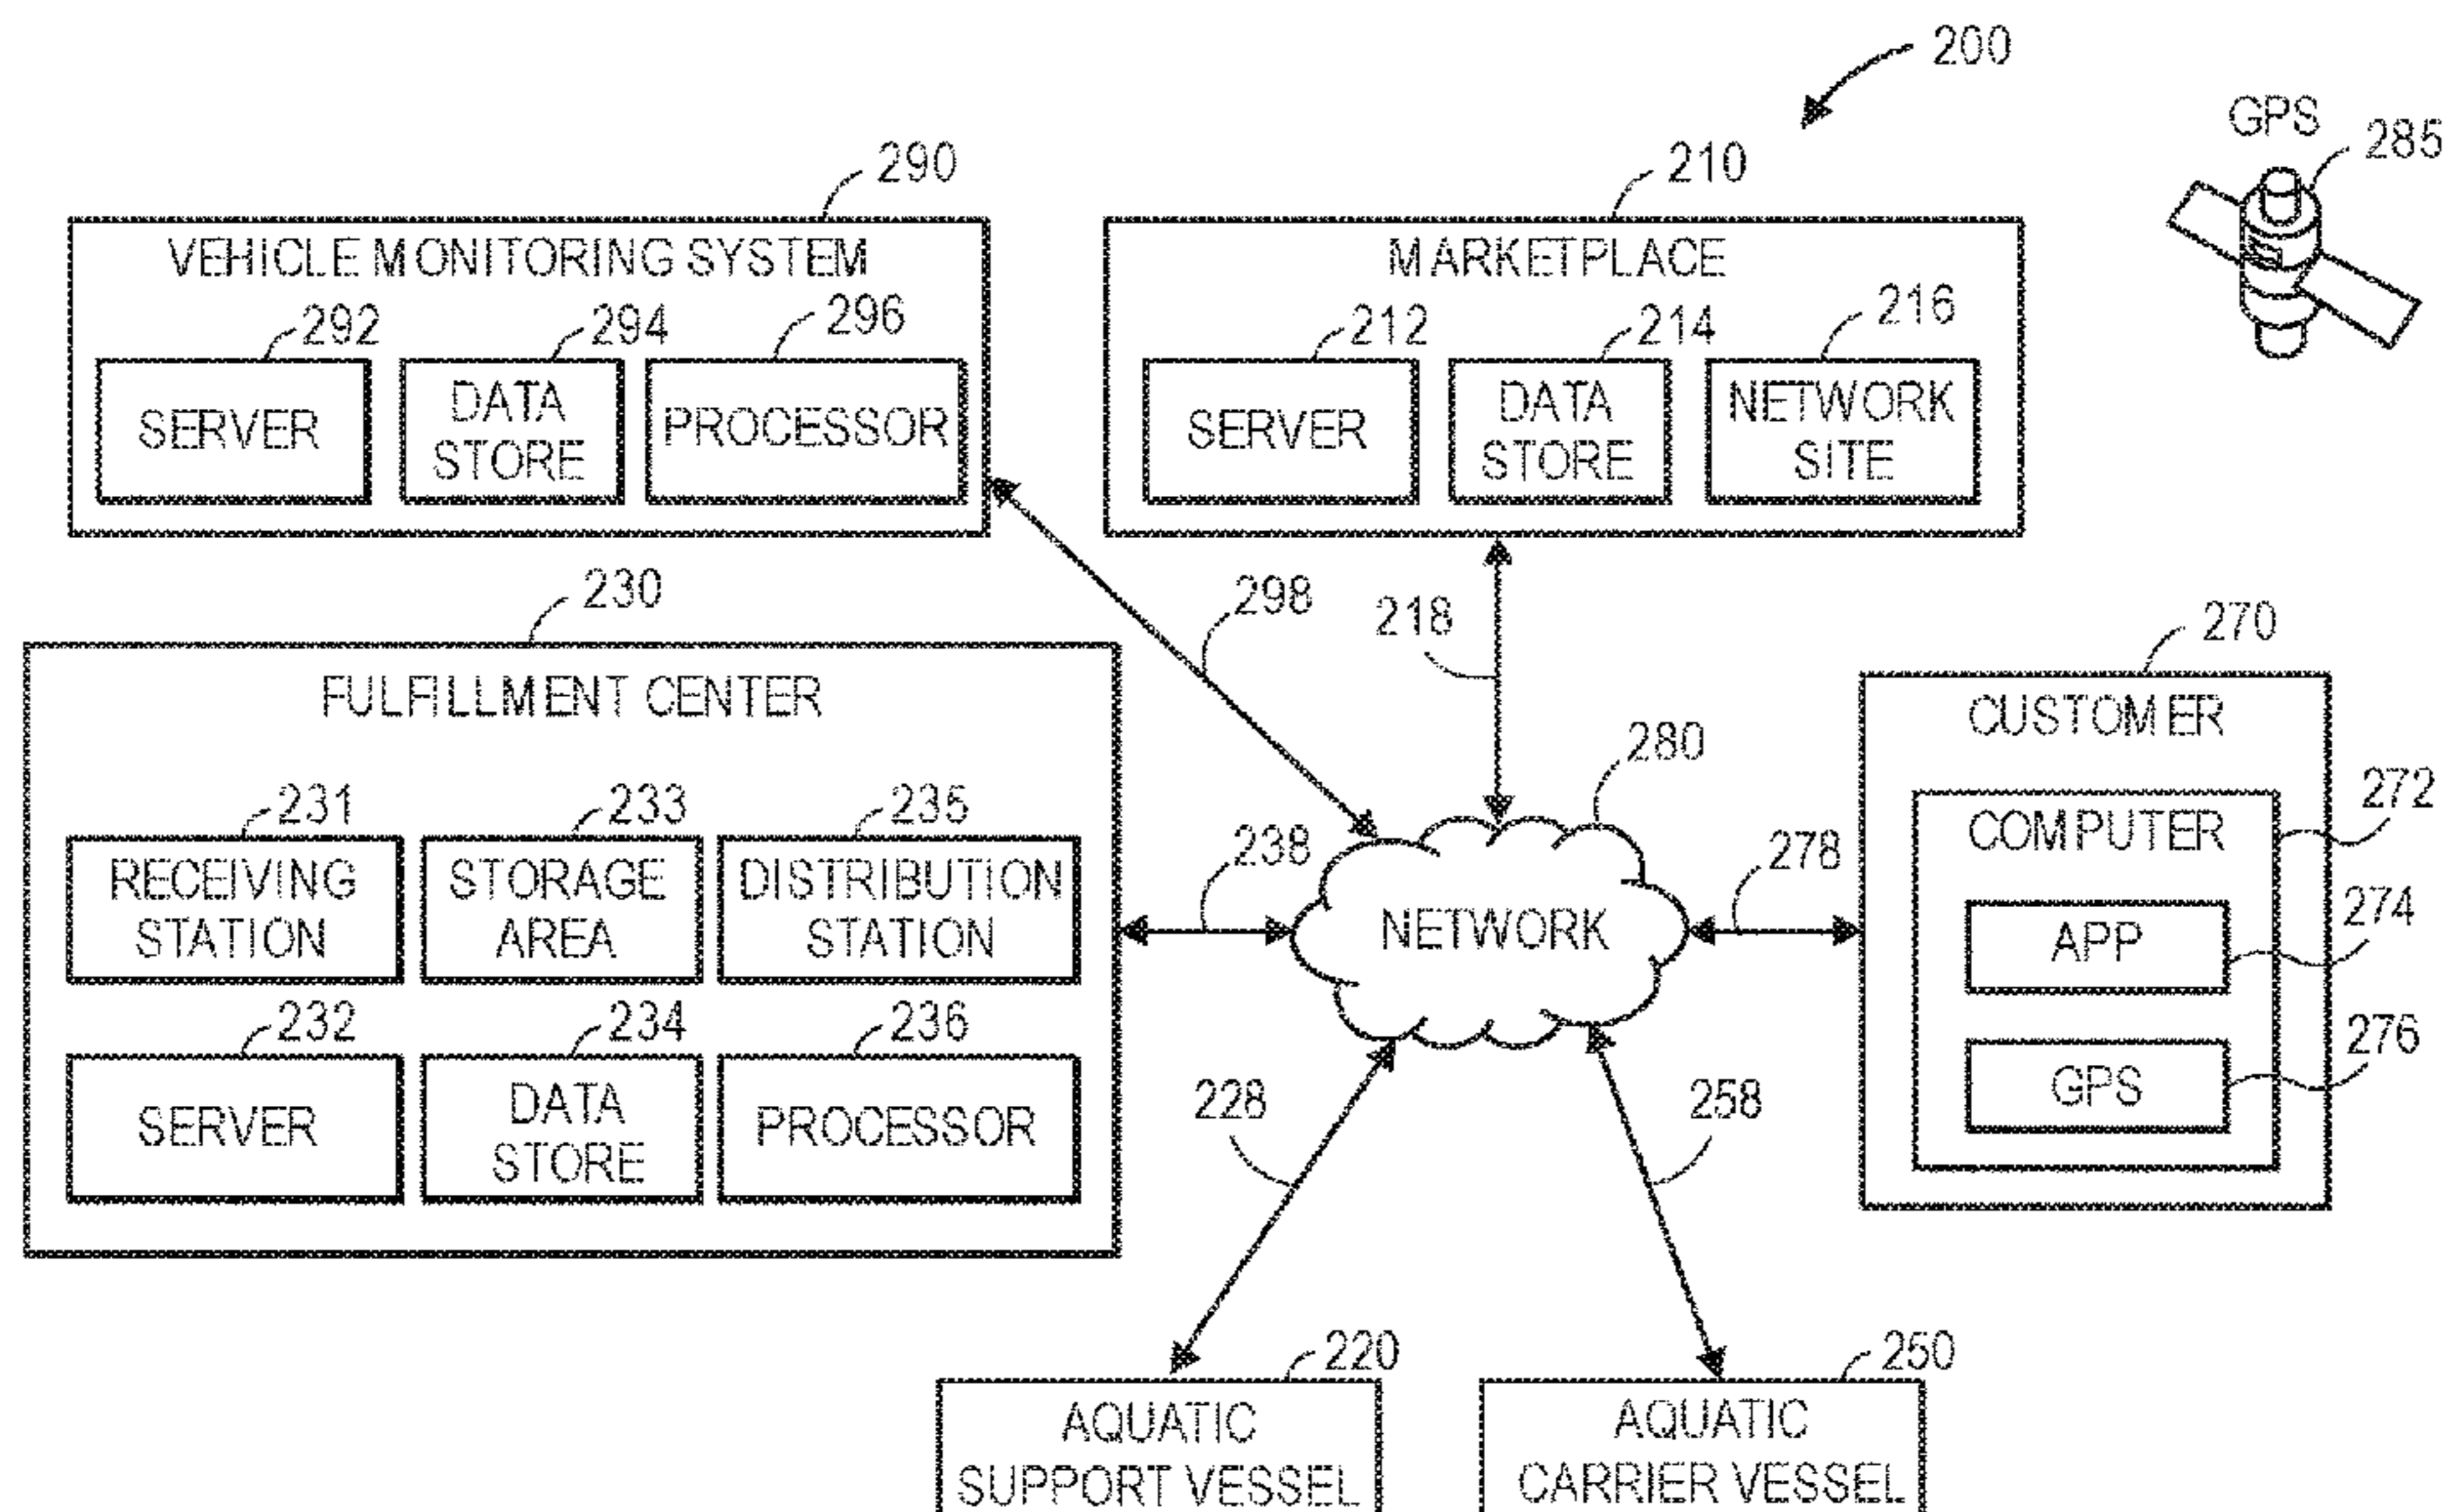 200
GPS
285
290
VEHICLE MONITORING SYSTEM
292
294
296
SERVER
DATA
STORE
PROCESSOR
210
MARKETPLACE
212
214
216
SERVER
DATA
STORE
NETWORK
SITE
298
218
230
FULFILLMENT CENTER
231
233
235
RECEIVING
STATION
STORAGE
AREA
DISTRIBUTION
STATION
232
234
236
SERVER
DATA
STORE
PROCESSOR
238
280
NETWORK
278
270
CUSTOMER
272
COMPUTER
274
APP
276
GPS
228
258
220
AQUATIC
SUPPORT VESSEL
250
AQUATIC
CARRIER VESSEL